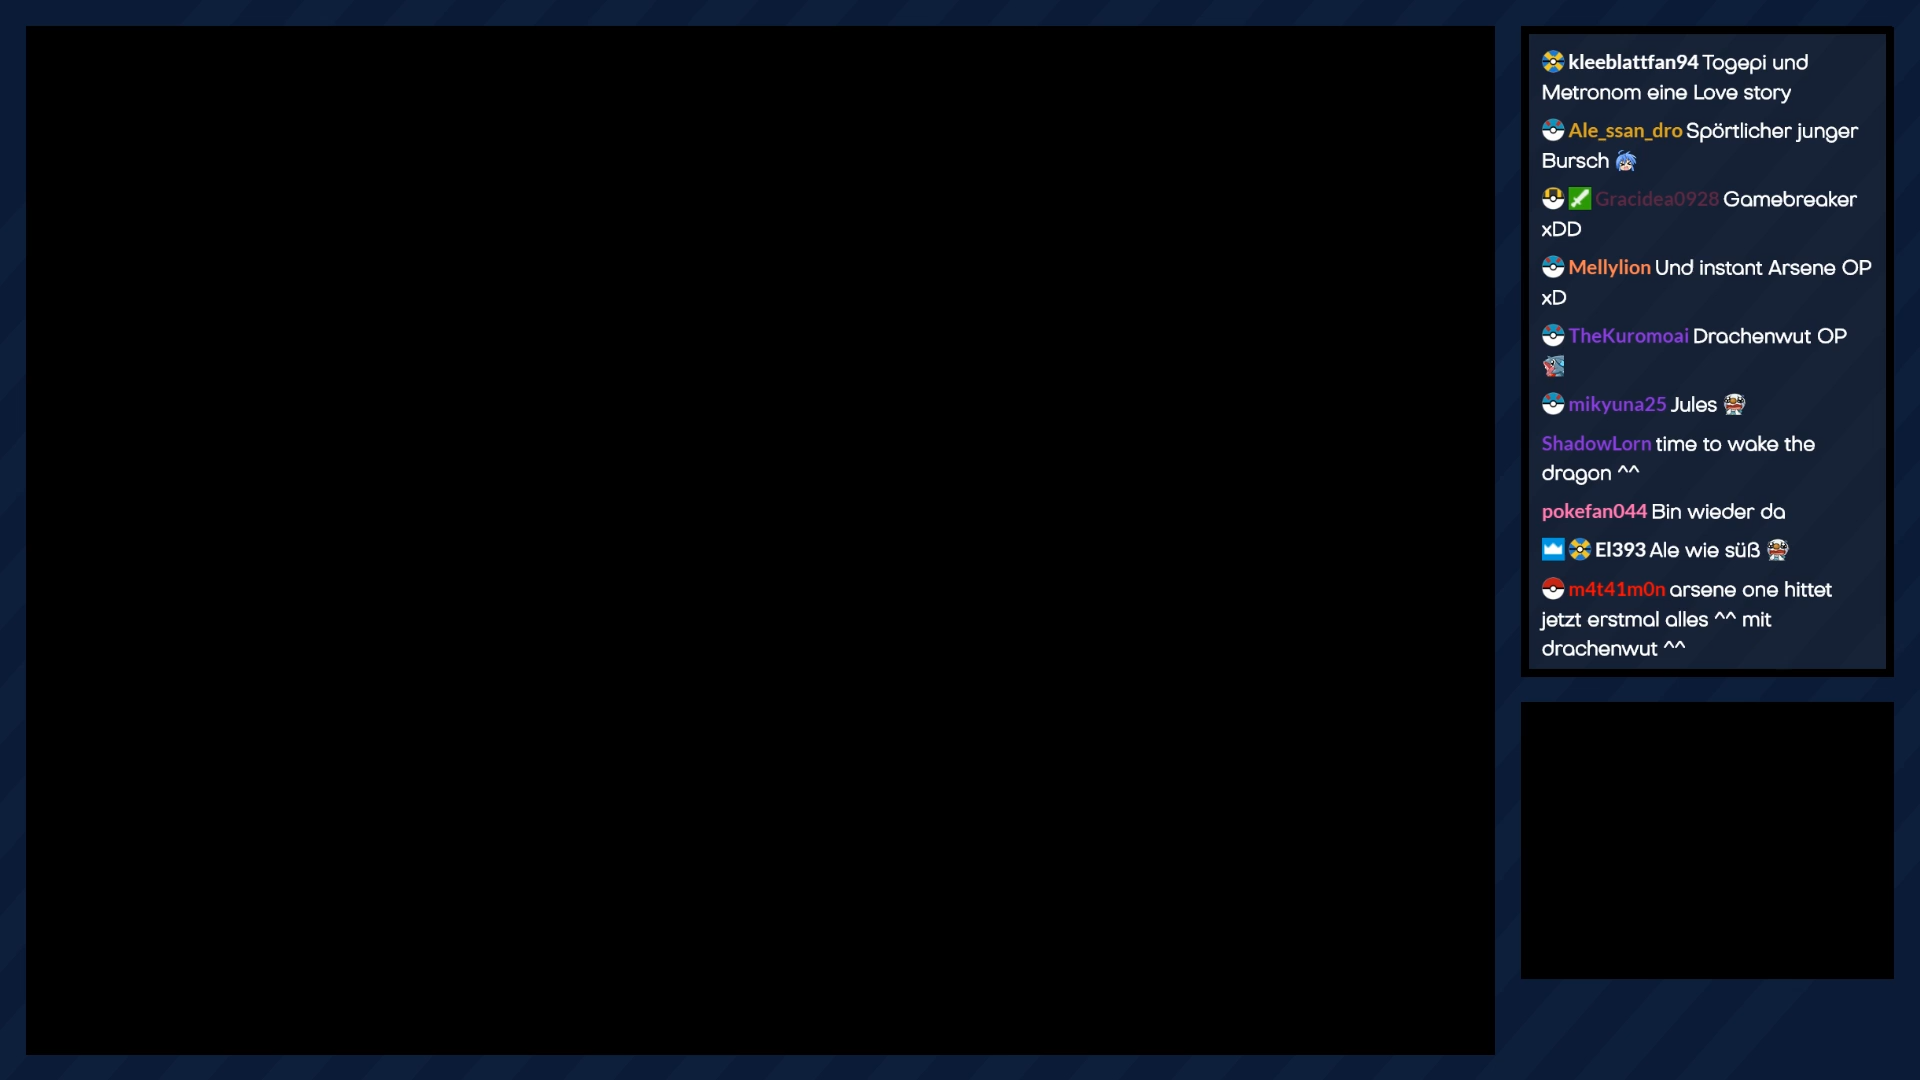 kleeblattfan94 Togepi und
Metronom eine Love story
Ale_ssan_dro Spörtlicher junger
Bursch
Gracidea0928 Gamebreaker
xDD
Mellylion Und instant Arsene OP
xD
TheKuromoai Drachenwut OP
mikyuna25 Jules
ShadowLorn time to wake the
dragon ^^
pokefan044 Bin wieder da
El393 Ale wie süß
m4t41m0n arsene one hittet
jetzt erstmal alles ^^ mit
drachenwut ^^